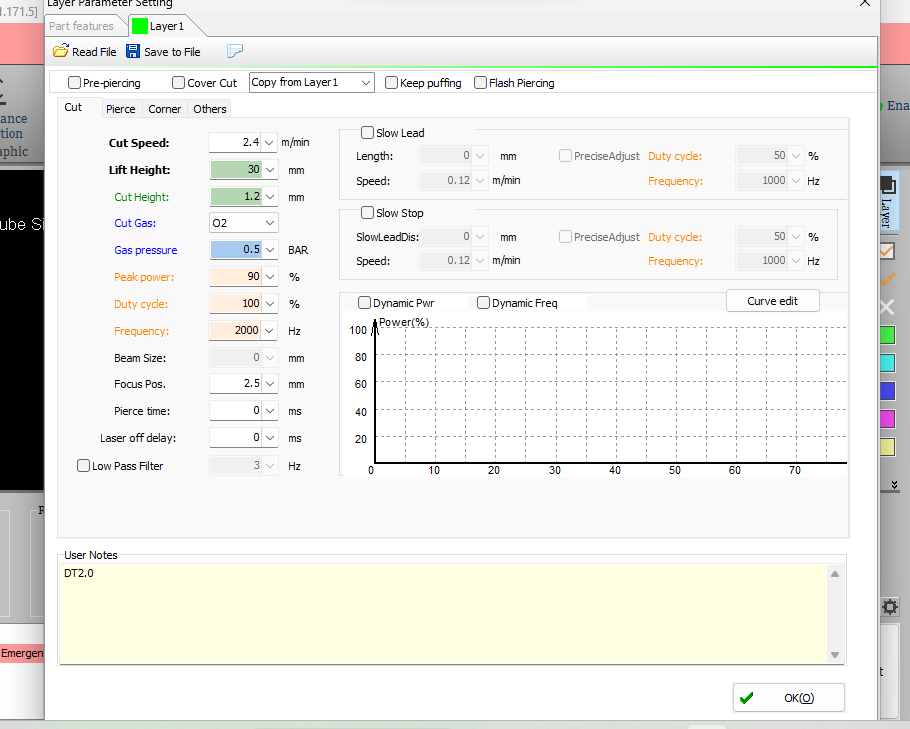 Layer Parameter Setting
1.171.5]
Part features
Layer1
Read File
Save to File
Pre-piercing
Cover Cut
Copy from Layer1
Keep puffing
Flash Piercing
Cut
Pierce
Corner
Others
Cut Speed: 2.4 m/min
Lift Height: 30 mm
Cut Height: 1.2 mm
Cut Gas: O2
Gas pressure 0.5 BAR
Peak power: 90 %
Duty cycle: 100 %
Frequency: 2000 Hz
Beam Size: 0 mm
Focus Pos. 2.5 mm
Pierce time: 0 ms
Laser off delay: 0 ms
Low Pass Filter 3 Hz
Slow Lead
Length: 0 mm PreciseAdjust Duty cycle: 50 %
Speed: 0.12 m/min Frequency: 1000 Hz
Slow Stop
SlowLeadDis: 0 mm PreciseAdjust Duty cycle: 50 %
Speed: 0.12 m/min Frequency: 1000 Hz
Dynamic Pwr Dynamic Freq Curve edit
Power(%)
100
80
60
40
20
0 10 20 30 40 50 60 70
User Notes
DT2.0
OK(O)
ance
tion
aphic
ube Si
R
Emergen
Ena
Layer
t